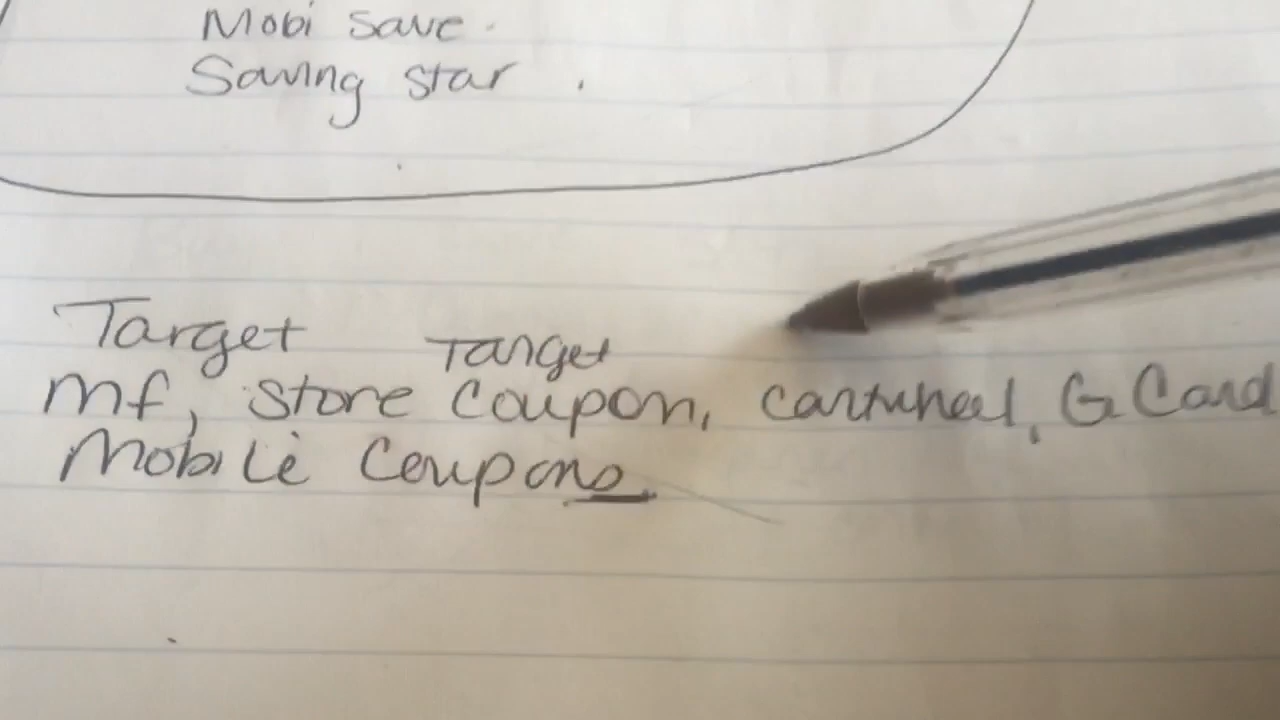 Mobi Save.
Saving star.
Target
Target
mf, store Coupon, cartwheel, G Card
Mobile Coupons